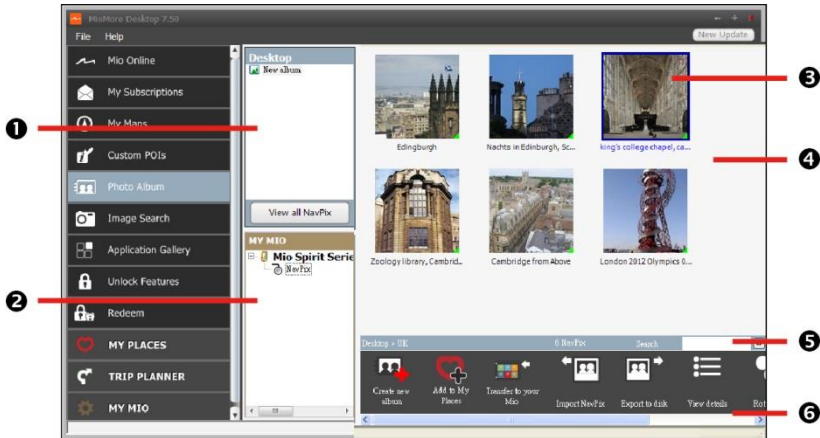 MioMore Desktop 7.50
File Help
New Update
Mio Online
My Subscriptions
My Maps
Custom POIs
Photo Album
Image Search
Application Gallery
Unlock Features
Redeem
MY PLACES
TRIP PLANNER
MY MIO
Desktop
New album
View all NavPix
MY MIO
Mio Spirit Serie
NavPix
Edingburgh
Nachts in Edinburgh, Sc...
king's college chapel, ca...
Zoology library, Cambrid...
Cambridge from Above
London 2012 Olympics 0...
Desktop > UK
6 NavPix
Search
Create new
album
Add to My
Places
Transfer to your
Mio
Import NavPix
Export to disk
View details
Rot
1
2
3
4
5
6